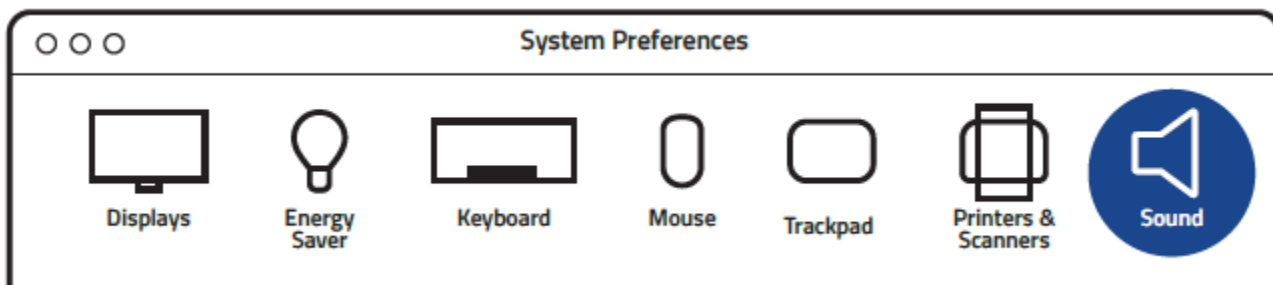 System Preferences
Displays
Energy
Saver
Keyboard
Mouse
Trackpad
Printers &
Scanners
Sound